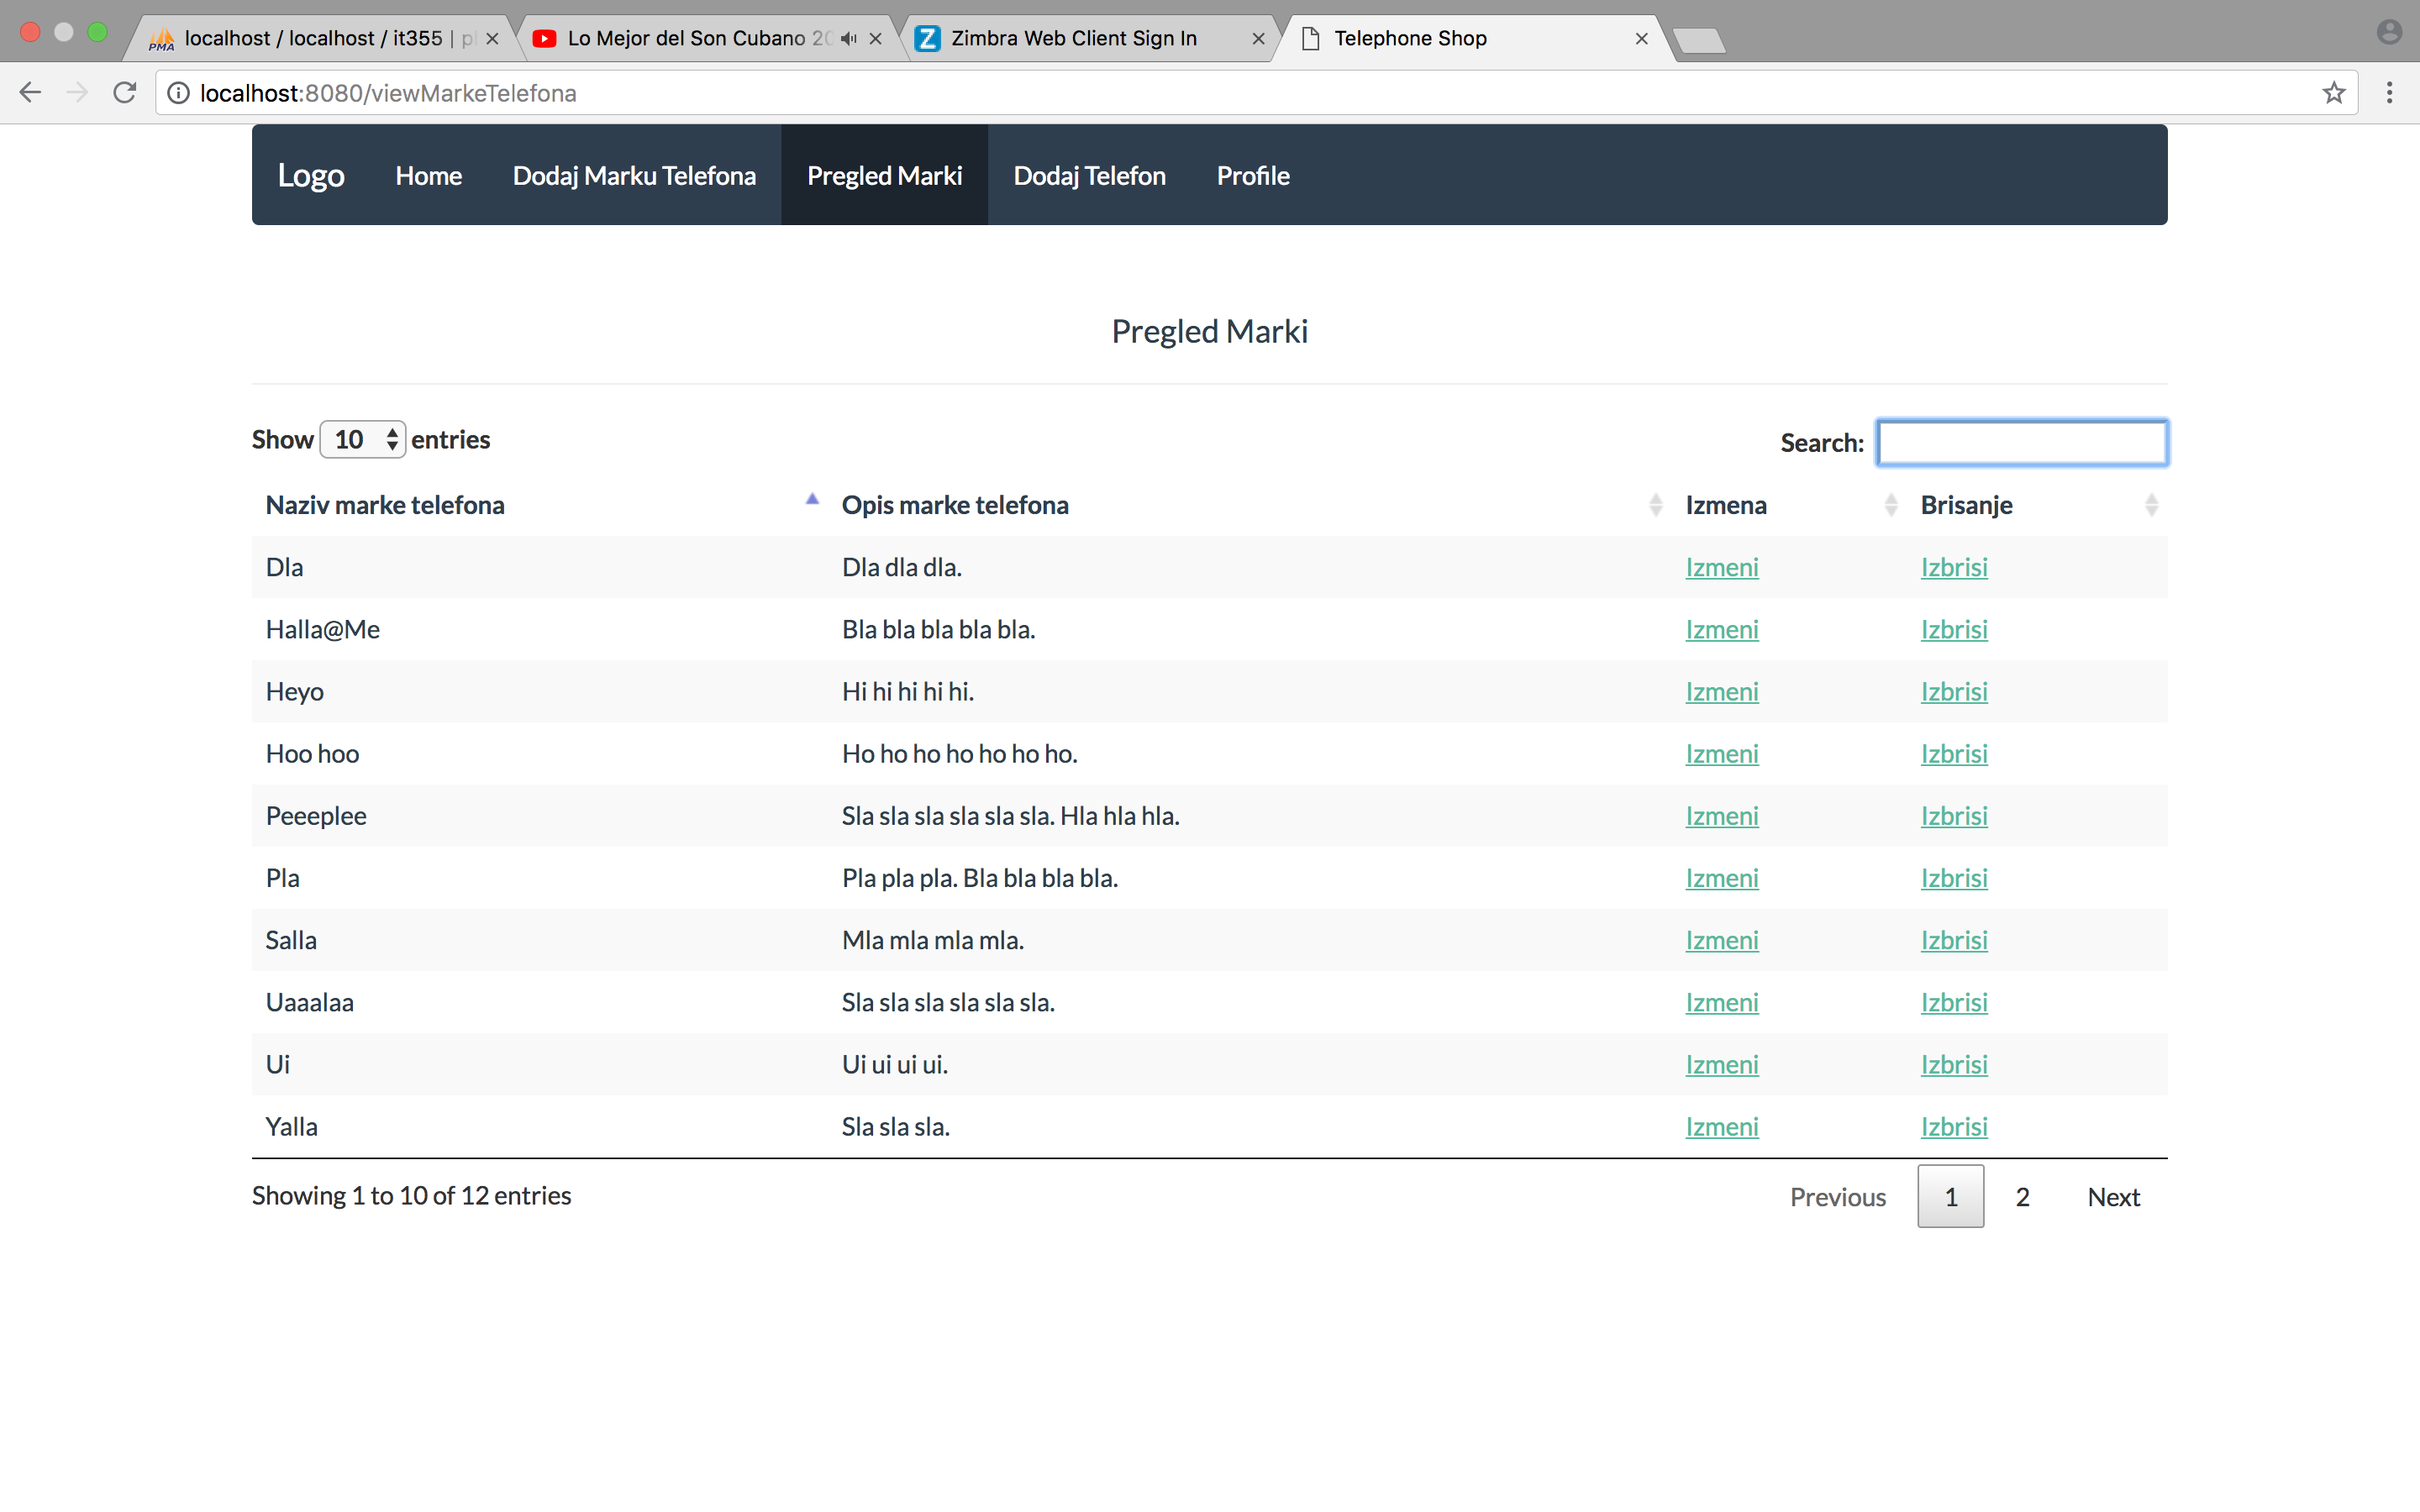 localhost / localhost / it355 | Lo Mejor del Son Cubano Zimbra Web Client Sign In Telephone Shop
localhost:8080/viewMarkeTelefona
Logo Home Dodaj Marku Telefona Pregled Marki Dodaj Telefon Profile
Pregled Marki
Show 10 entries Search:
Naziv marke telefona Opis marke telefona Izmena Brisanje
Dla Dla dla dla. Izmeni Izbrisi
Halla@Me Bla bla bla bla bla. Izmeni Izbrisi
Heyo Hi hi hi hi hi. Izmeni Izbrisi
Hoo hoo Ho ho ho ho ho ho ho. Izmeni Izbrisi
Peeeplee Sla sla sla sla sla sla. Hla hla hla. Izmeni Izbrisi
Pla Pla pla pla. Bla bla bla bla. Izmeni Izbrisi
Salla Mla mla mla mla. Izmeni Izbrisi
Uaaalaa Sla sla sla sla sla sla. Izmeni Izbrisi
Ui Ui ui ui ui. Izmeni Izbrisi
Yalla Sla sla sla. Izmeni Izbrisi
Showing 1 to 10 of 12 entries Previous 1 2 Next